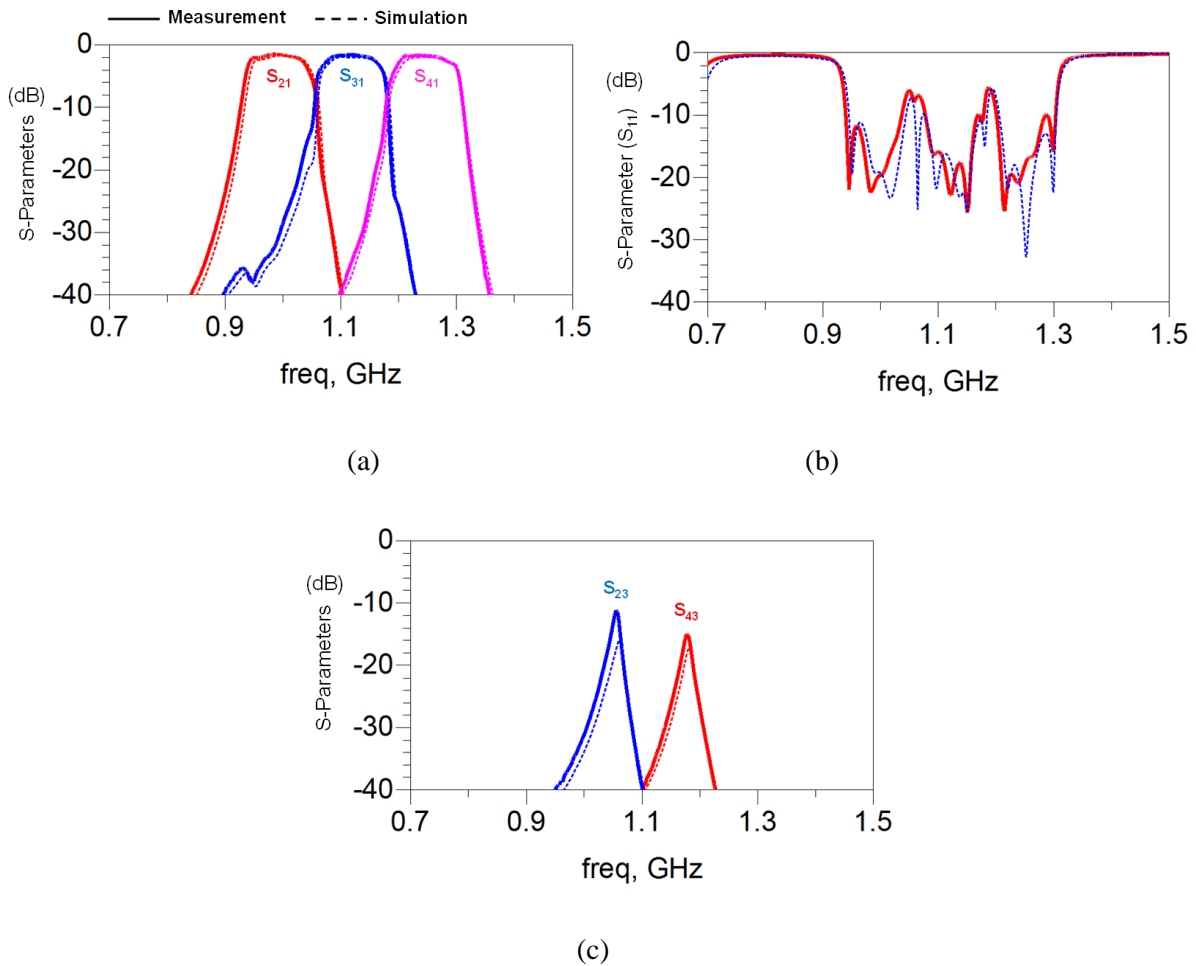 Measurement Simulation
0
-10
-20
-30
-40
(dB)
S-Parameters
S21
S31
S41
0.7 0.9 1.1 1.3 1.5
freq, GHz
(a)
0
-10
-20
-30
-40
(dB)
S-Parameter (S11)
0.7 0.9 1.1 1.3 1.5
freq, GHz
(b)
0
-10
-20
-30
-40
(dB)
S-Parameters
S23
S43
0.7 0.9 1.1 1.3 1.5
freq, GHz
(c)